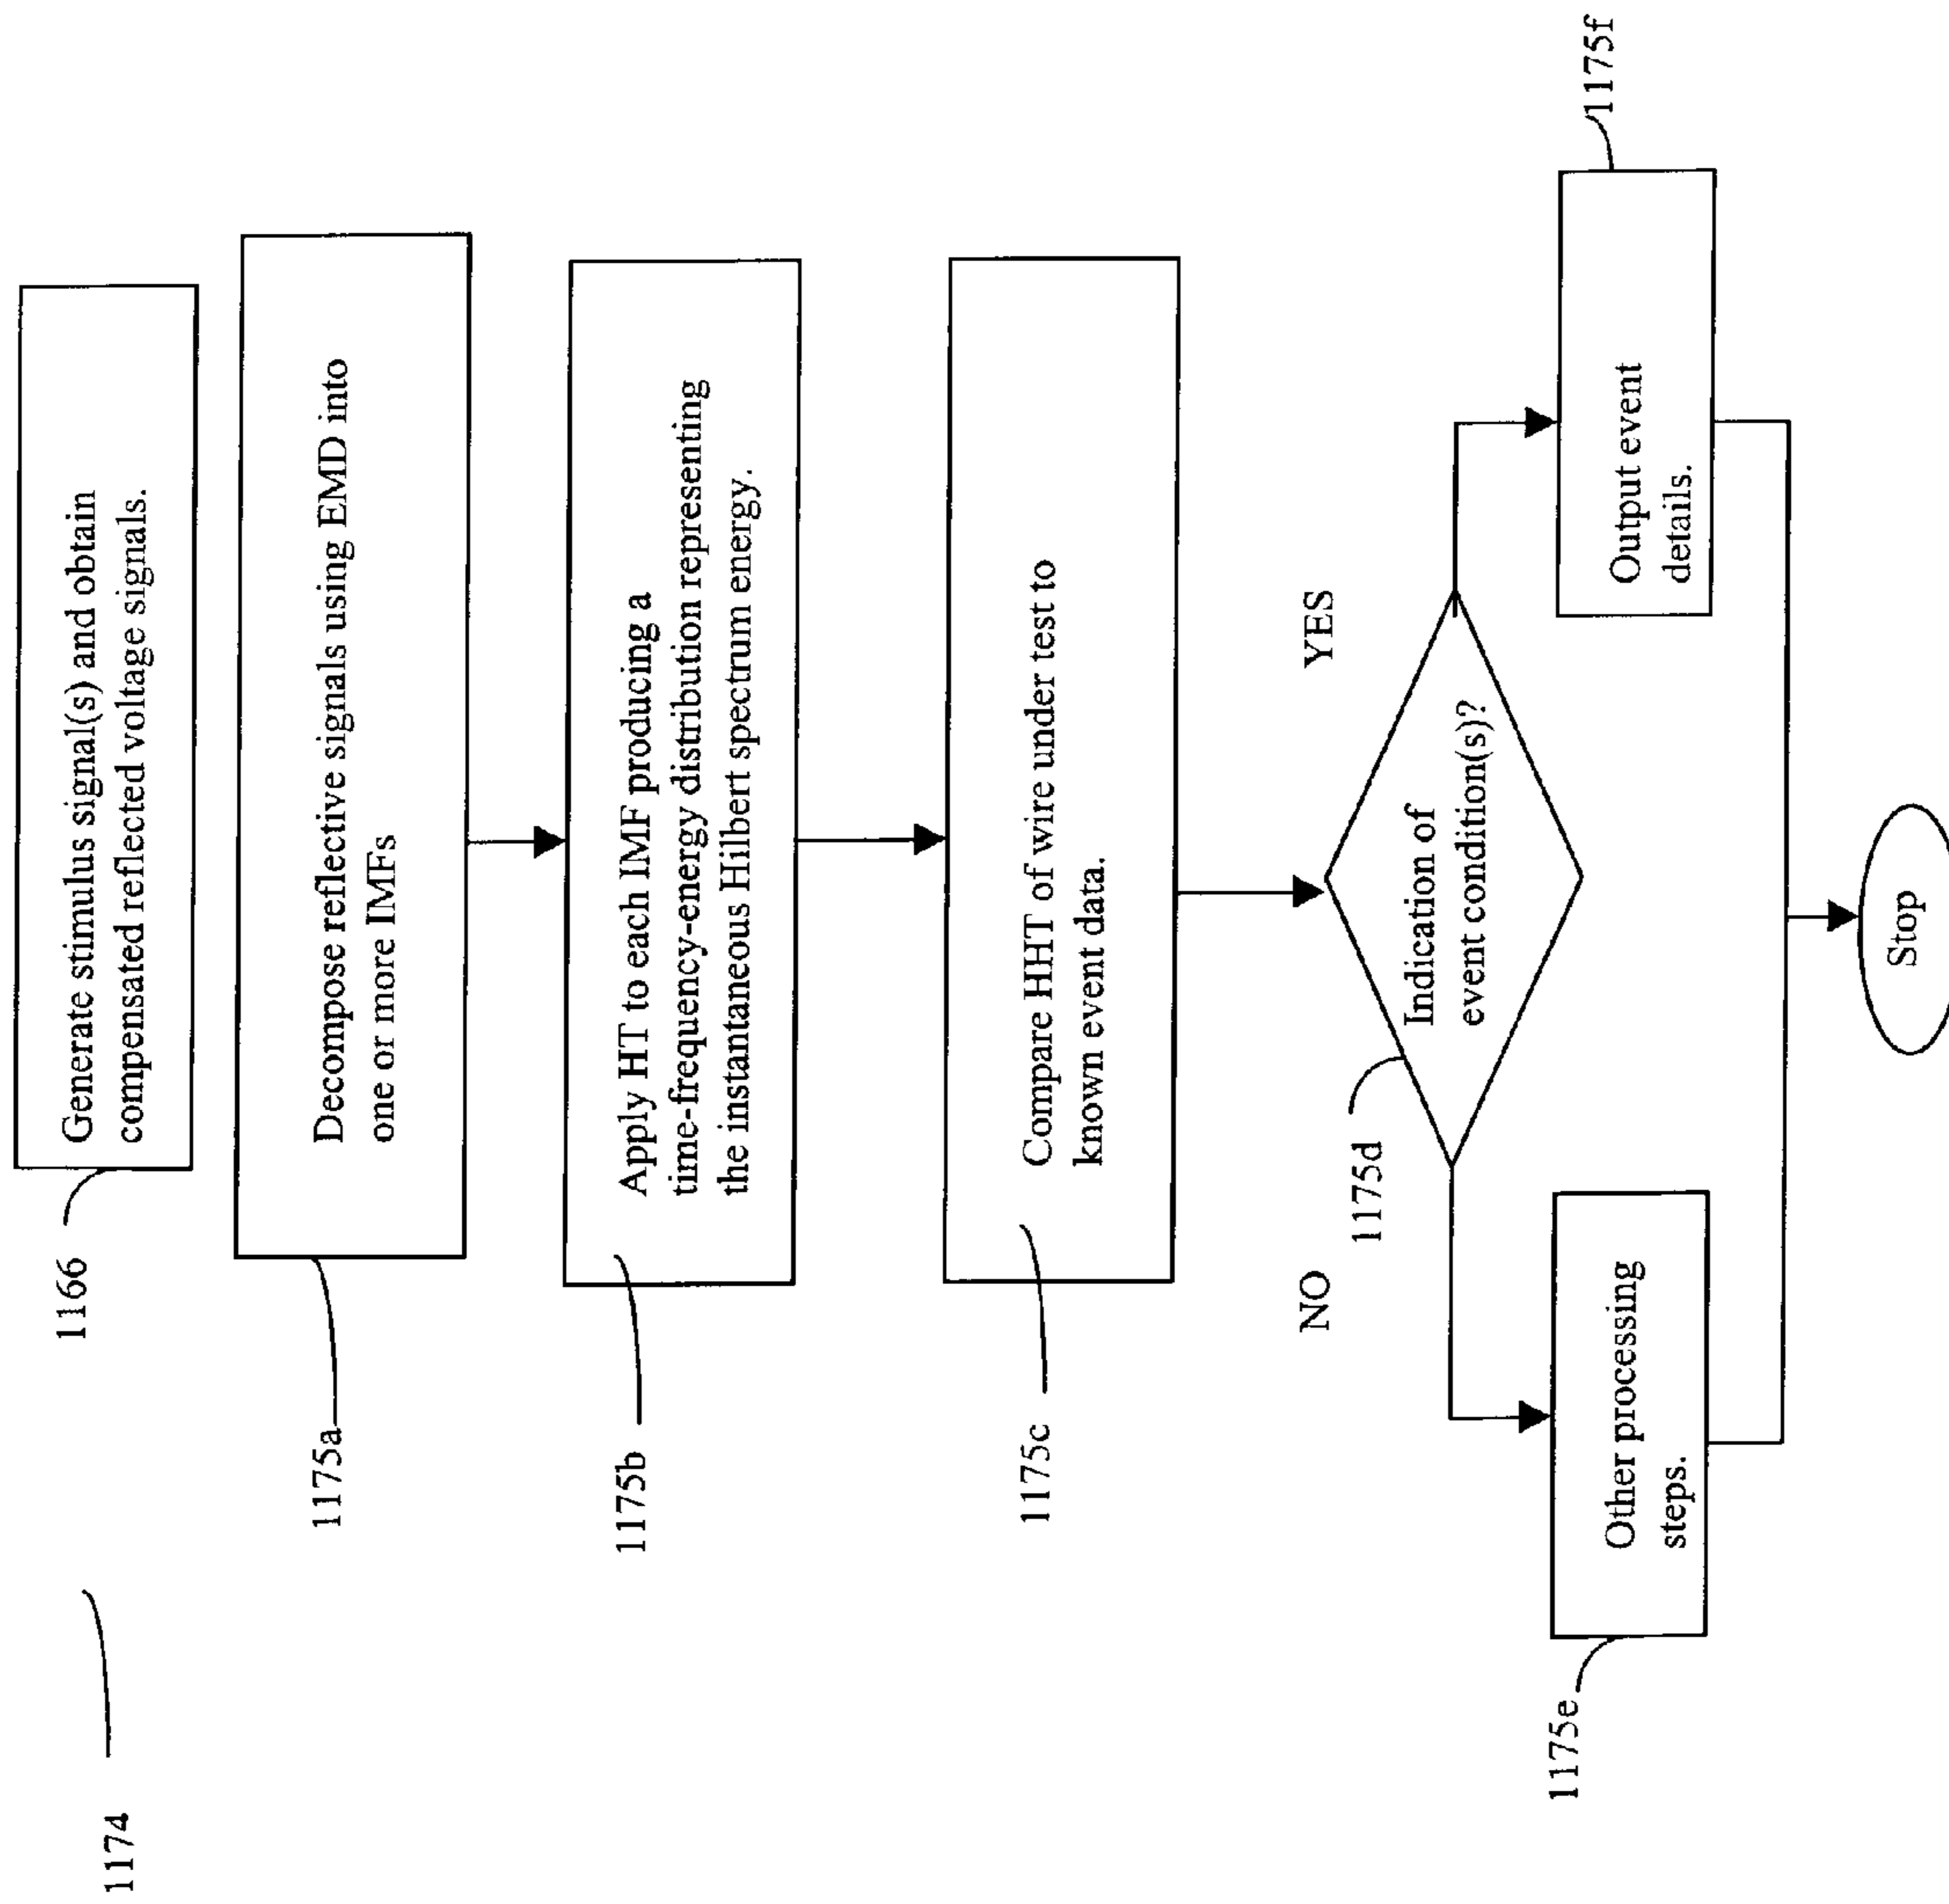 1174
1166
Generate stimulus signal(s) and obtain
compensated reflected voltage signals.
1175a
Decompose reflective signals using EMD into
one or more IMFs
1175b
Apply HT to each IMF producing a
time-frequency-energy distribution representing
the instantaneous Hilbert spectrum energy.
1175c
Compare HHT of wire under test to
known event data.
NO
1175d
Indication of
event condition(s)?
YES
1175e
Other processing
steps.
Output event
details.
1175f
Stop